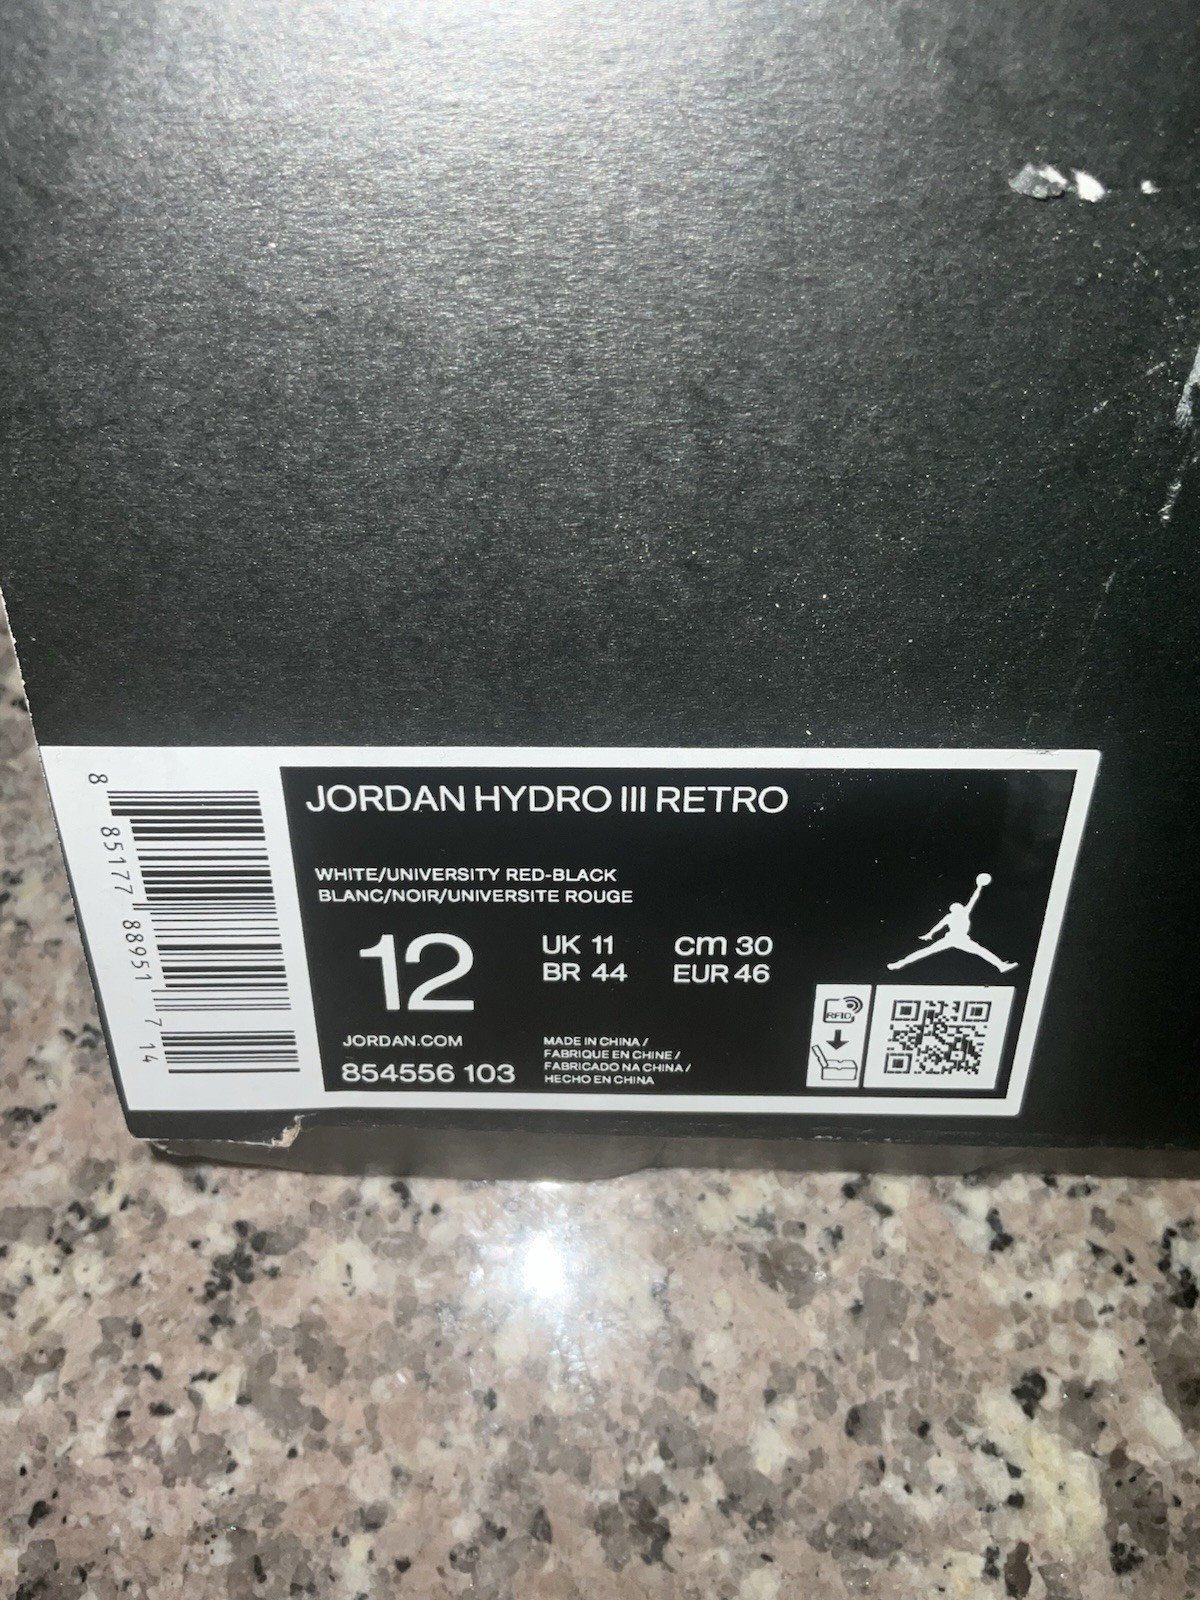 8 85177 88951 7 14
JORDAN HYDRO III RETRO
WHITE/UNIVERSITY RED-BLACK
BLANC/NOIR/UNIVERSITE ROUGE
12
UK 11
BR 44
cm 30
EUR 46
RFID
JORDAN.COM
854556 103
MADE IN CHINA /
FABRIQUE EN CHINE /
FABRICADO NA CHINA /
HECHO EN CHINA